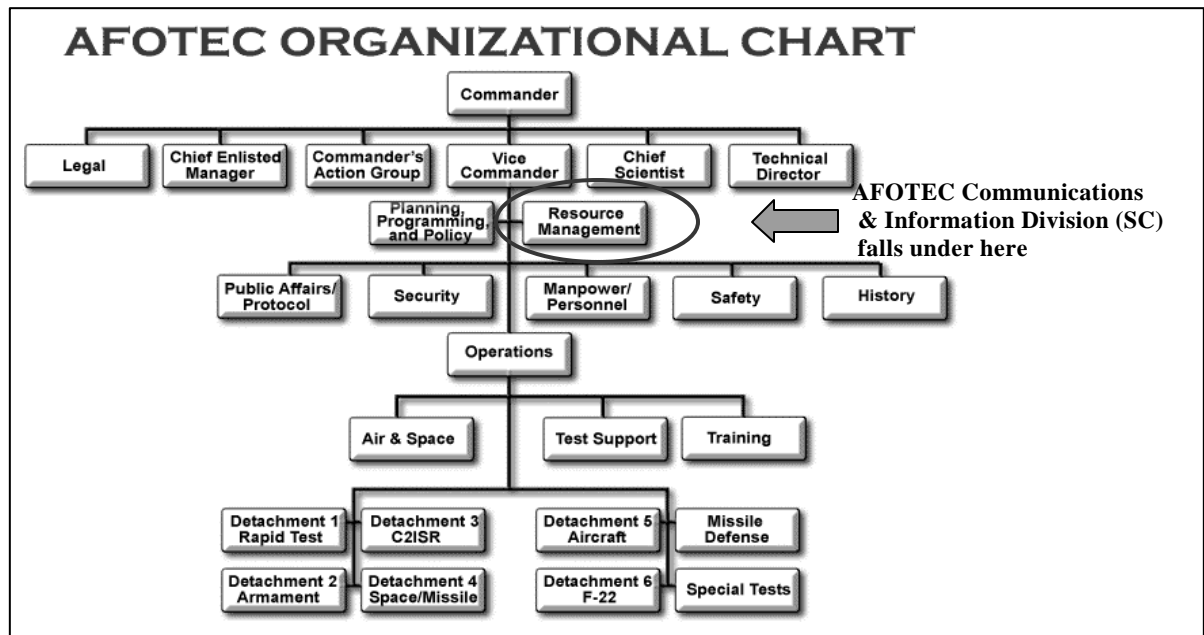 AFOTEC ORGANIZATIONAL CHART
Commander
Legal
Chief Enlisted
Manager
Commander's
Action Group
Vice
Commander
Chief
Scientist
Technical
Director
Planning,
Programming,
and Policy
Resource
Management
AFOTEC Communications
& Information Division (SC)
falls under here
Public Affairs/
Protocol
Security
Manpower/
Personnel
Safety
History
Operations
Air & Space
Test Support
Training
Detachment 1
Rapid Test
Detachment 3
C2ISR
Detachment 5
Aircraft
Missile
Defense
Detachment 2
Armament
Detachment 4
Space/Missile
Detachment 6
F-22
Special Tests